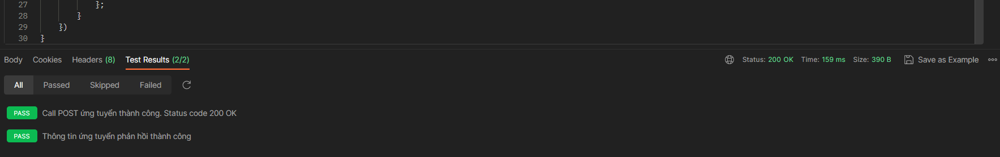 27 };
28 }
29 })
30 }
Body Cookies Headers (8) Test Results (2/2) Status: 200 OK Time: 159 ms Size: 390 B Save as Example
All Passed Skipped Failed
PASS Call POST ứng tuyển thành công. Status code 200 OK
PASS Thông tin ứng tuyển phản hồi thành công